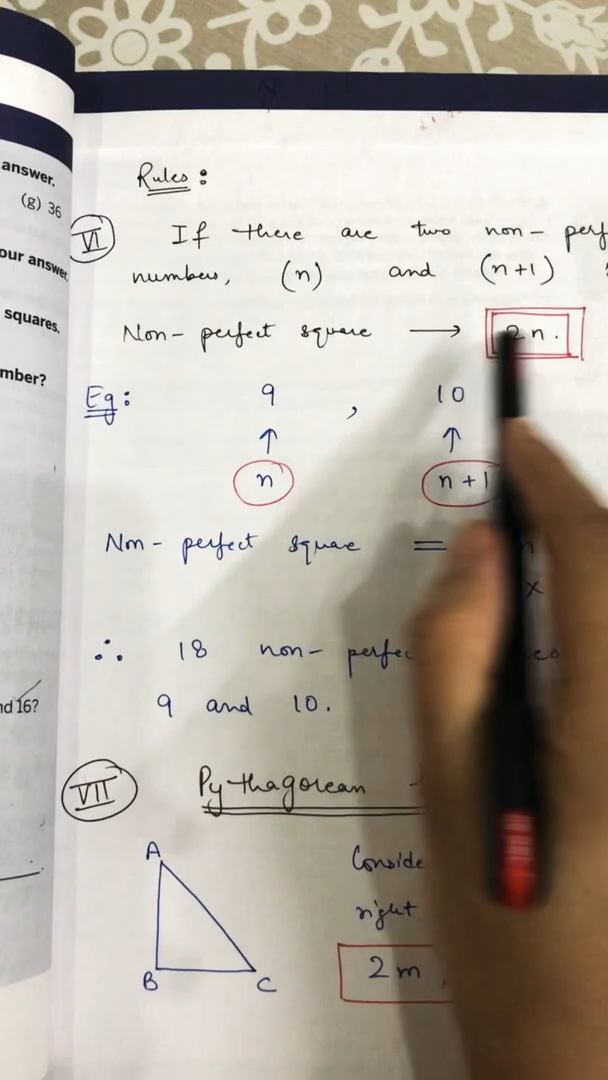 answer.
(g) 36
our answer.
squares.
mber?
nd 16?
Rules:
VI If there are two non- perf
numbers, (n) and (n+1)
Non- perfect square → 2n.
Eg: 9 , 10
↑ ↑
n n+1
Non- perfect square = n
x
∴ 18 non- perfec
9 and 10.
VII Pythagorean -
A
Conside
right
B C
2m ,